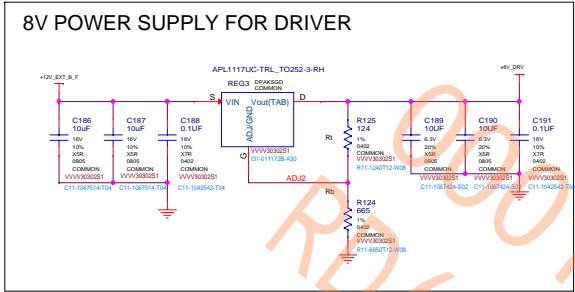 8V POWER SUPPLY FOR DRIVER
+12V_EXT_B_F
APL1117UC-TRL_TO252-3-RH
REG3
DPAKSGD
COMMON
+8V_DRV
S
VIN
Vout(TAB)
D
ADJ/GND
G
VVVV30302S1
I31-011172B-A30
ADJ2
C186
10uF
16V
10%
X5R
0805
COMMON
VVVV30302S1
C11-1067514-T04
C187
10uF
16V
10%
X5R
0805
COMMON
VVVV30302S1
C11-1067514-T04
C188
0.1UF
16V
10%
X7R
0402
COMMON
VVVV30302S1
C11-1042542-T04
Rt
R125
124
1%
0402
COMMON
VVVV30302S1
R11-1240T12-W08
Rb
R124
665
1%
0402
COMMON
VVVV30302S1
R11-6650T12-W08
C189
10UF
6.3V
20%
X5R
0805
COMMON
VVVV30302S1
C11-1067424-S02
C190
10UF
6.3V
20%
X5R
0805
COMMON
VVVV30302S1
C11-1067424-S02
C191
0.1UF
16V
10%
X7R
0402
COMMON
VVVV30302S1
C11-1042542-T04